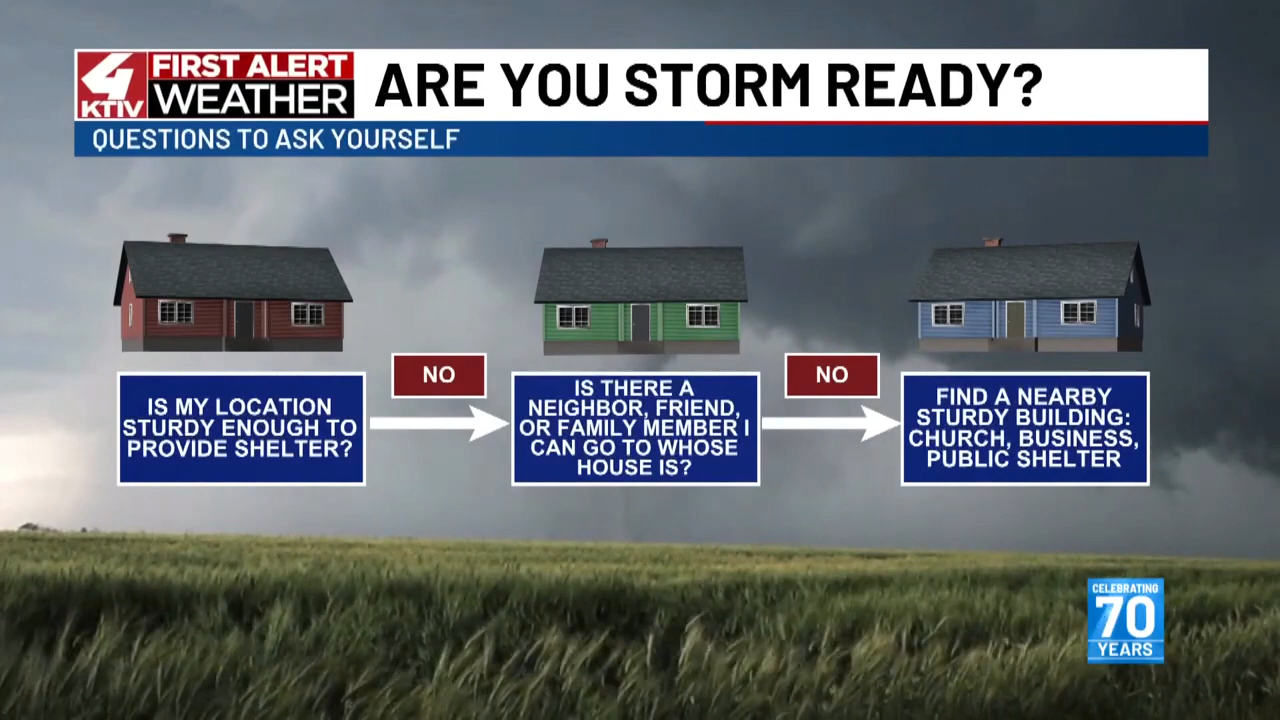 4
KTIV
FIRST ALERT
WEATHER
ARE YOU STORM READY?
QUESTIONS TO ASK YOURSELF
IS MY LOCATION
STURDY ENOUGH TO
PROVIDE SHELTER?
NO
IS THERE A
NEIGHBOR, FRIEND,
OR FAMILY MEMBER I
CAN GO TO WHOSE
HOUSE IS?
NO
FIND A NEARBY
STURDY BUILDING:
CHURCH, BUSINESS,
PUBLIC SHELTER
CELEBRATING
70
YEARS